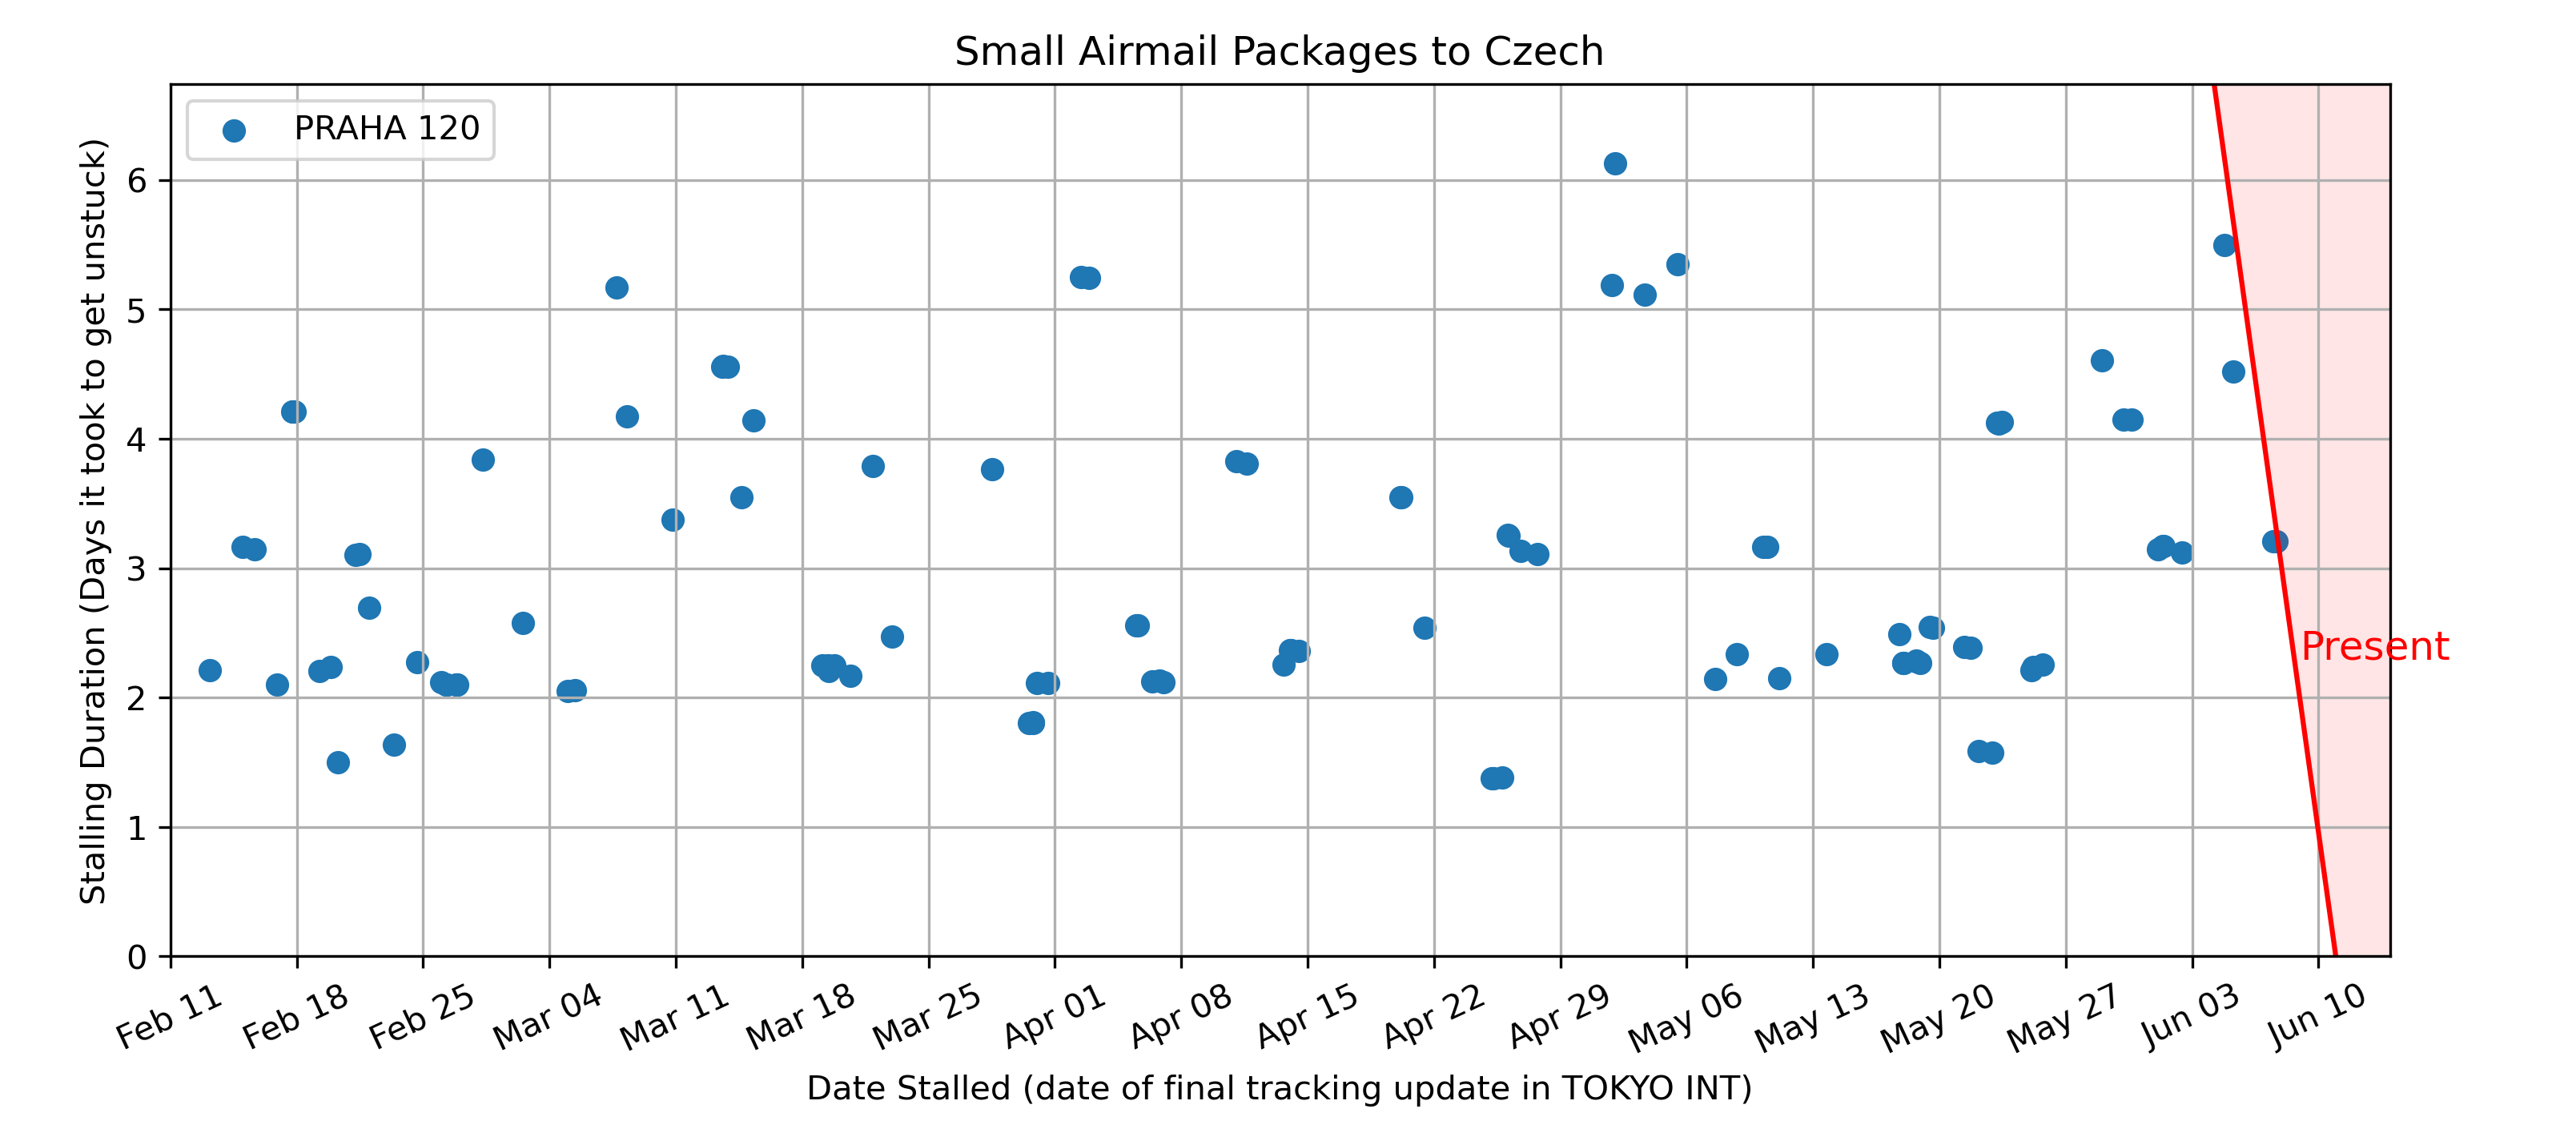 Small Airmail Packages to Czech
PRAHA 120
Stalling Duration (Days it took to get unstuck)
6
5
4
3
2
1
0
Present
Feb 11
Feb 18
Feb 25
Mar 04
Mar 11
Mar 18
Mar 25
Apr 01
Apr 08
Apr 15
Apr 22
Apr 29
May 06
May 13
May 20
May 27
Jun 03
Jun 10
Date Stalled (date of final tracking update in TOKYO INT)